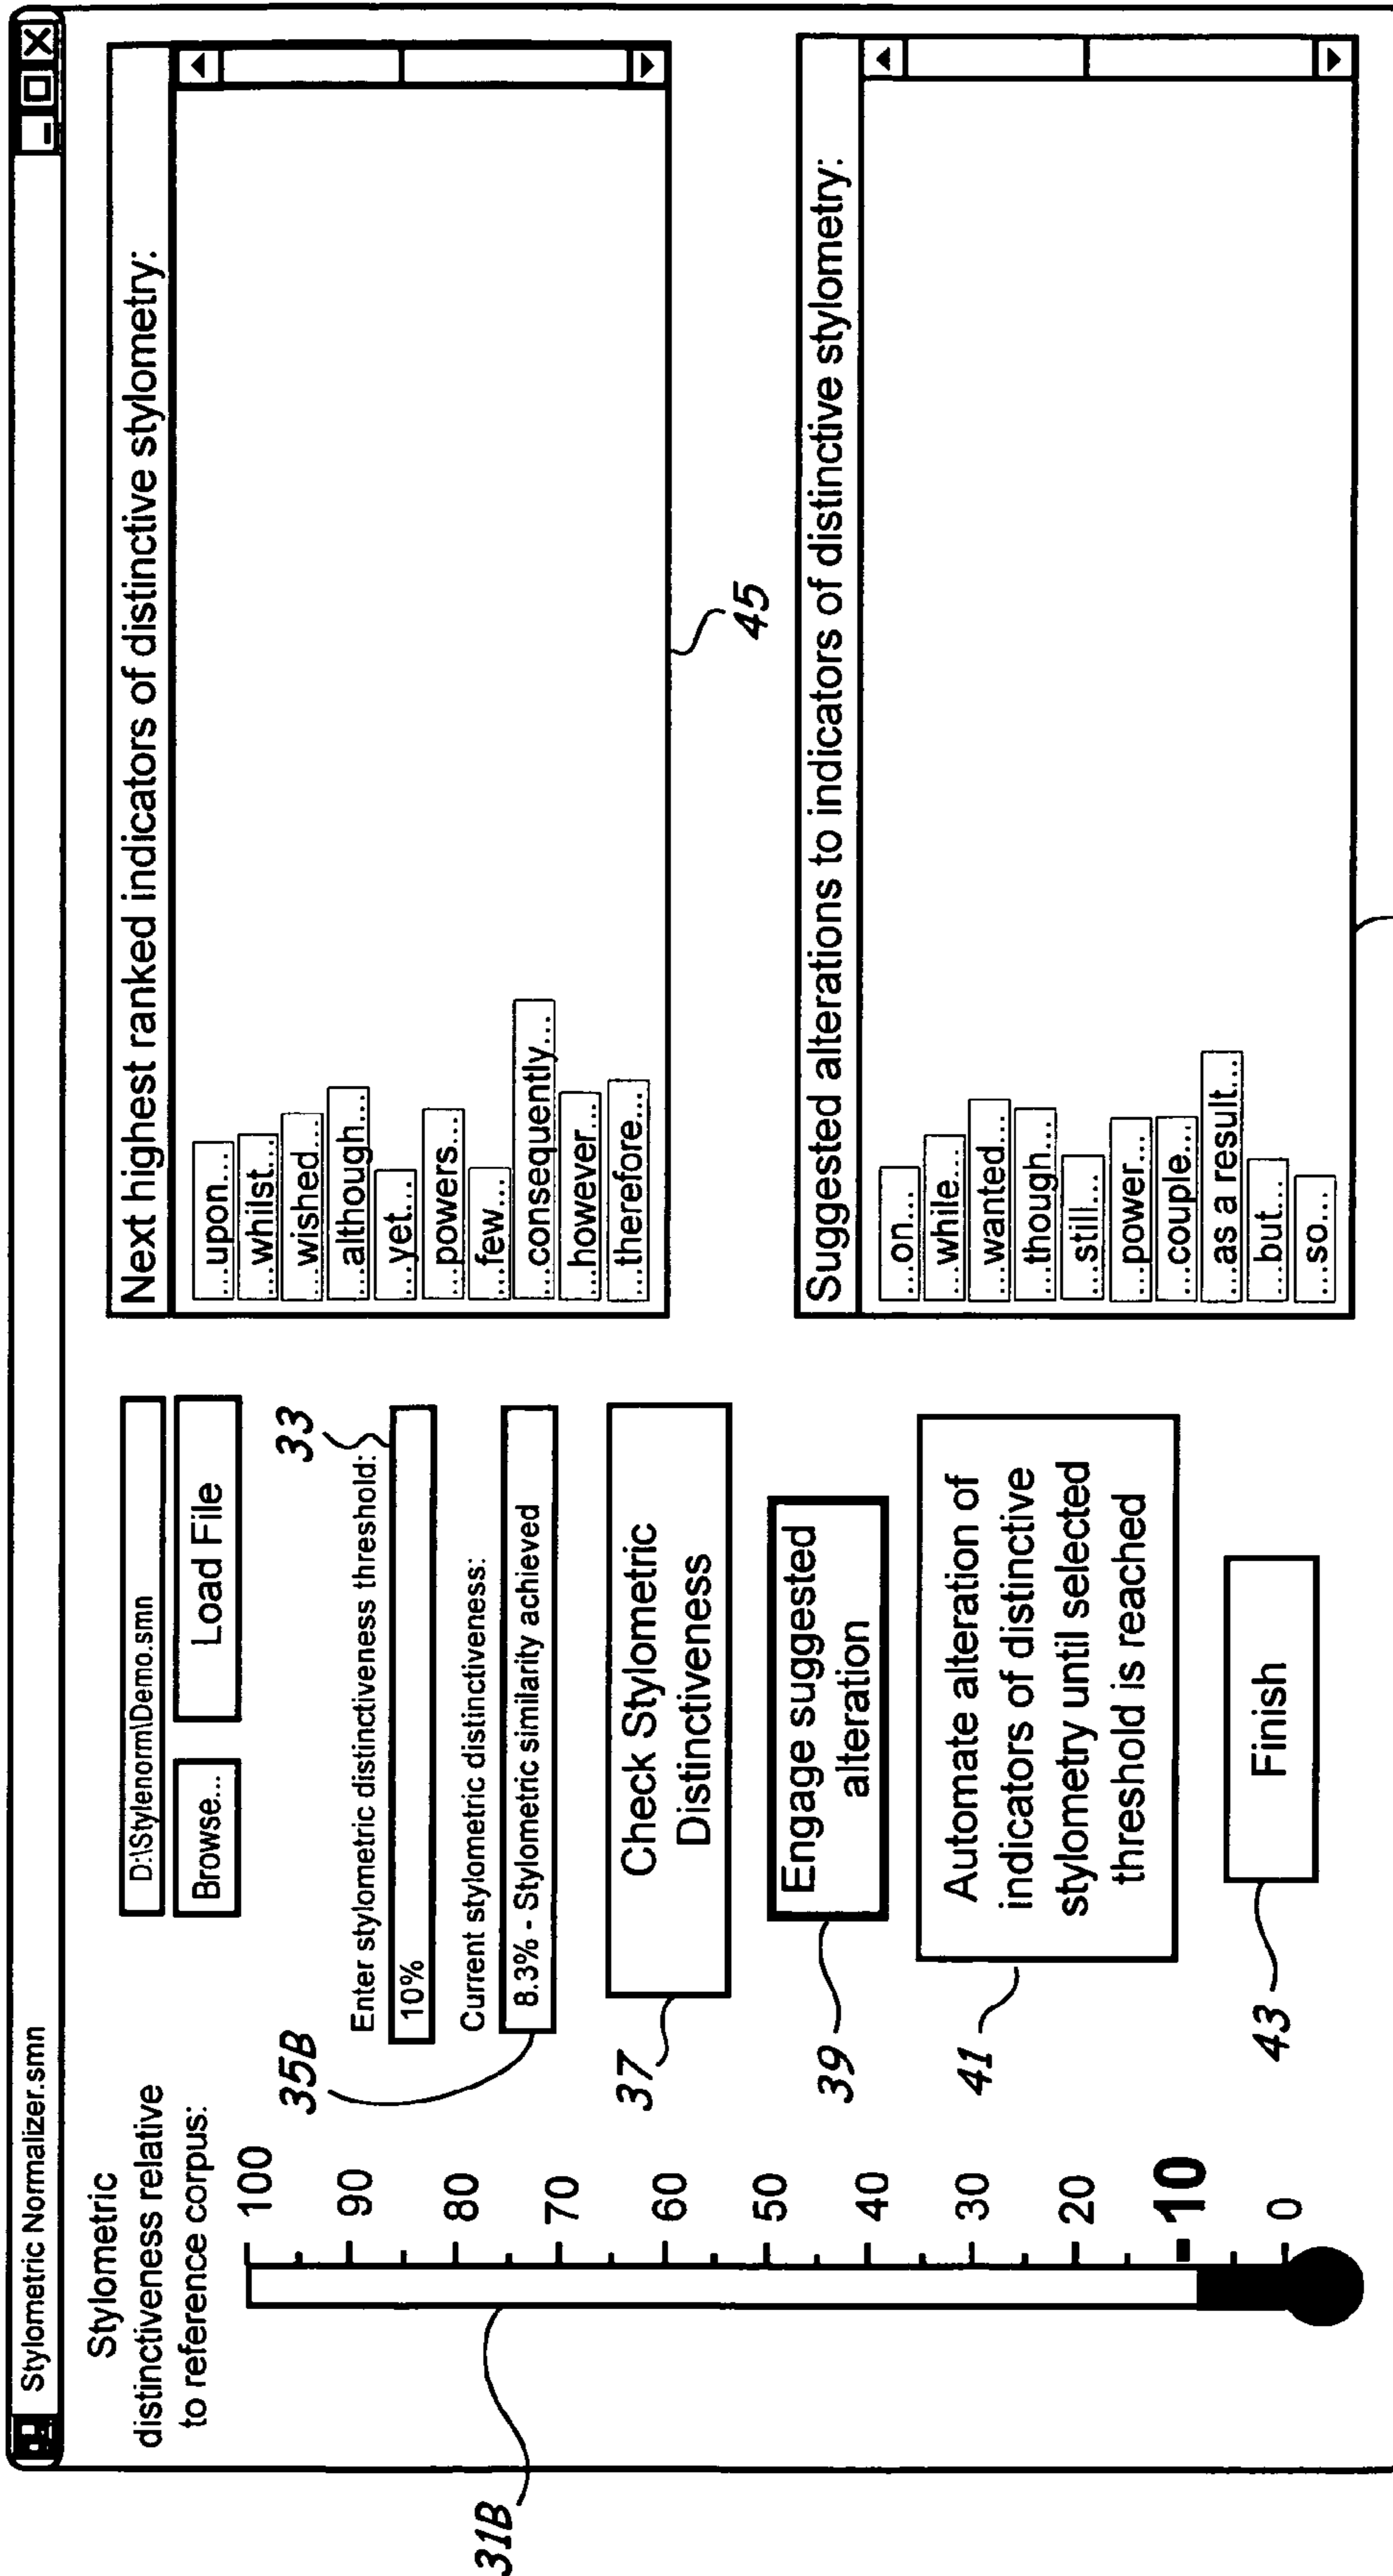 Stylometric Normalizer.smn
Stylometric
distinctiveness relative
to reference corpus:
31B
100
90
80
70
60
50
40
30
20
10
0
D:\Stylenorm\Demo.smn
Browse...
Load File
Enter stylometric distinctiveness threshold:
33
10%
Current stylometric distinctiveness:
35B
8.3% - Stylometric similarity achieved
Check Stylometric
Distinctiveness
37
Engage suggested
alteration
39
Automate alteration of
indicators of distinctive
stylometry until selected
threshold is reached
41
Finish
43
Next highest ranked indicators of distinctive stylometry:
...upon...
...whilst...
...wished...
...although...
...yet...
...powers...
...few...
...consequently...
...however...
...therefore...
45
Suggested alterations to indicators of distinctive stylometry:
...on...
...while...
...wanted...
...though...
...still...
...power...
...couple...
...as a result...
...but...
...so...